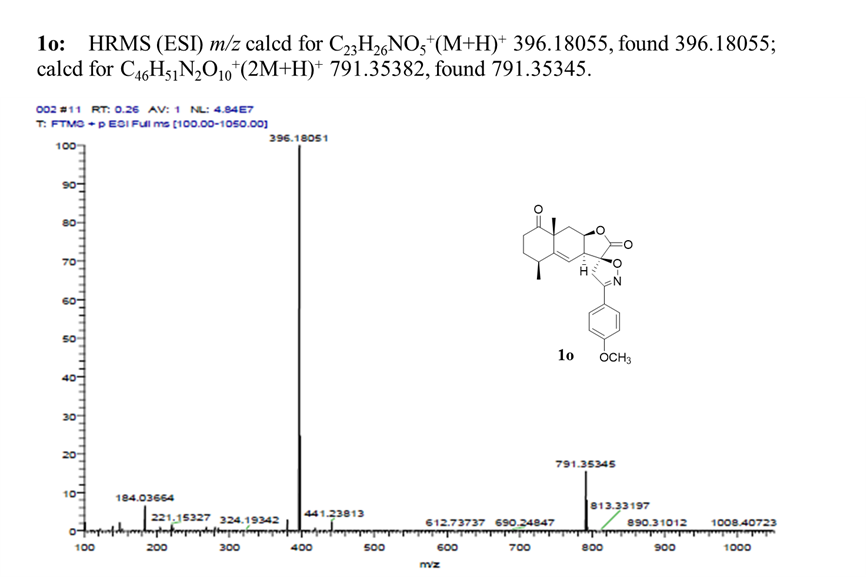 1o: HRMS (ESI) m/z calcd for C₂₃H₂₆NO₅⁺(M+H)⁺ 396.18055, found 396.18055;
calcd for C₄₆H₅₁N₂O₁₀⁺(2M+H)⁺ 791.35382, found 791.35345.
002 #11 RT: 0.26 AV: 1 NL: 4.84E7
T: FTMS + p ESI Full ms [100.00-1050.00]
396.18051
100
90
80
70
60
50
40
30
20
10
0
O
O
O
H
O
N
1o
OCH₃
791.35345
184.03664
221.15327
324.19342
441.23813
612.73737
690.24847
813.33197
890.31012
1008.40723
100 200 300 400 500 600 700 800 900 1000
m/z